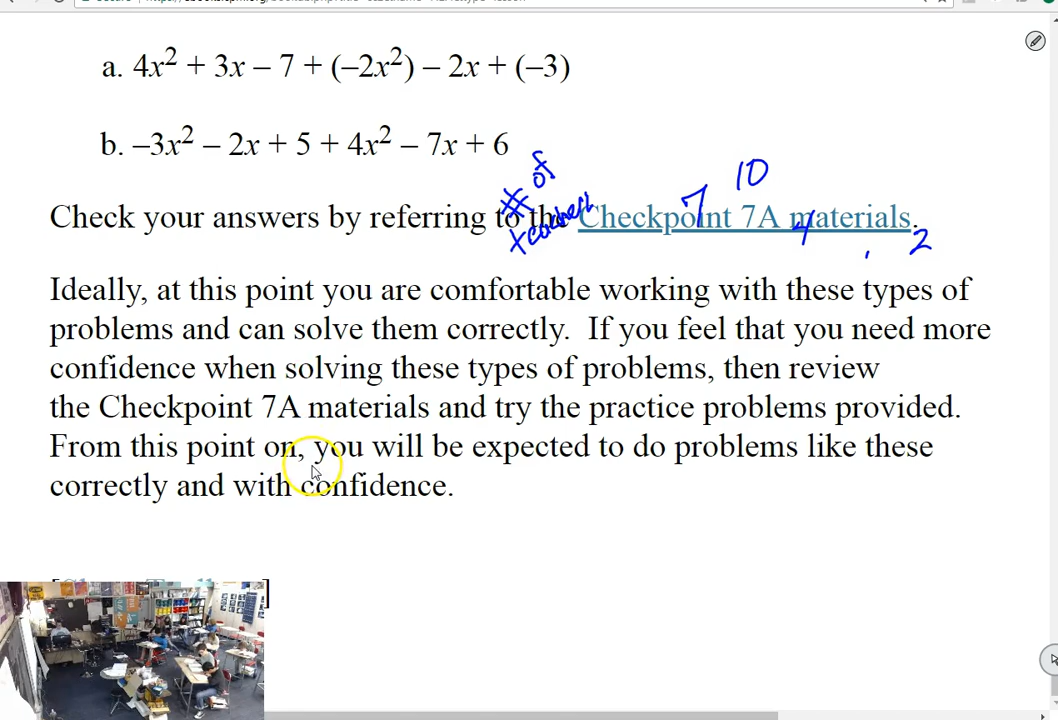 a. 4x² + 3x – 7 + (–2x²) – 2x + (–3)
b. –3x² – 2x + 5 + 4x² – 7x + 6
# of
teachers
7
10
4
2
Check your answers by referring to the Checkpoint 7A materials.
Ideally, at this point you are comfortable working with these types of
problems and can solve them correctly.  If you feel that you need more
confidence when solving these types of problems, then review
the Checkpoint 7A materials and try the practice problems provided.
From this point on, you will be expected to do problems like these
correctly and with confidence.